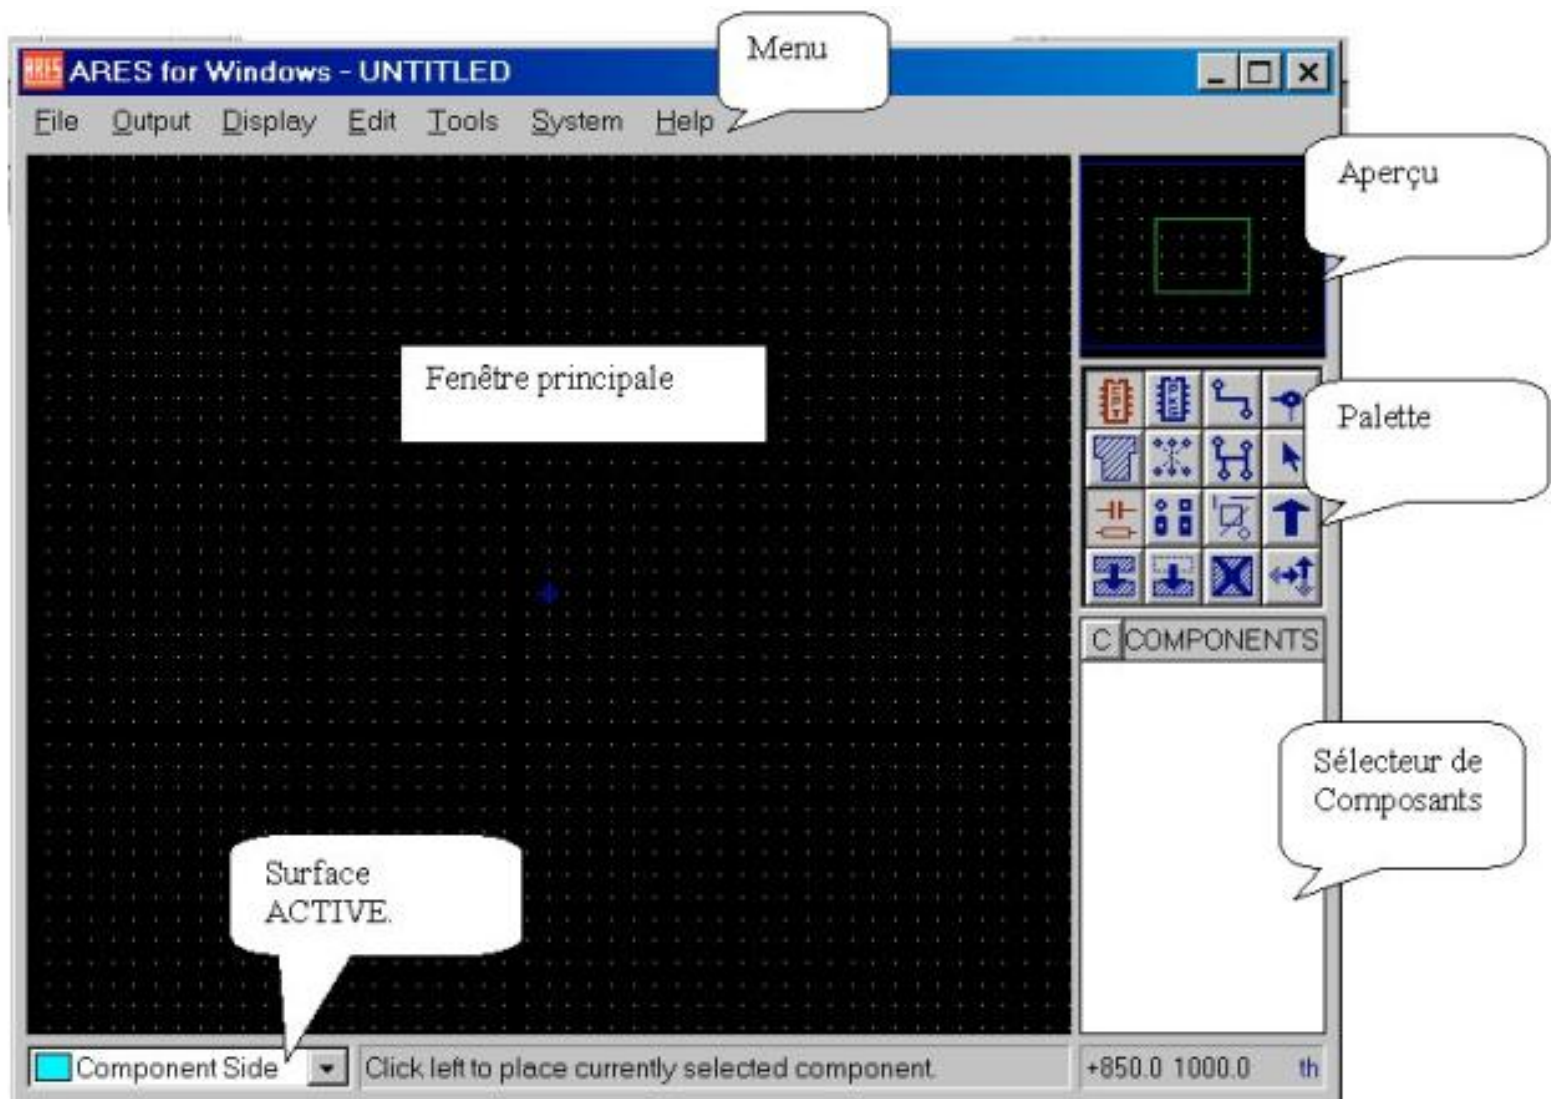 Menu
ARES ARES for Windows - UNTITLED
File Output Display Edit Tools System Help
Aperçu
Fenêtre principale
Palette
C COMPONENTS
Sélecteur de
Composants
Surface
ACTIVE.
Component Side
Click left to place currently selected component.
+850.0 1000.0 th